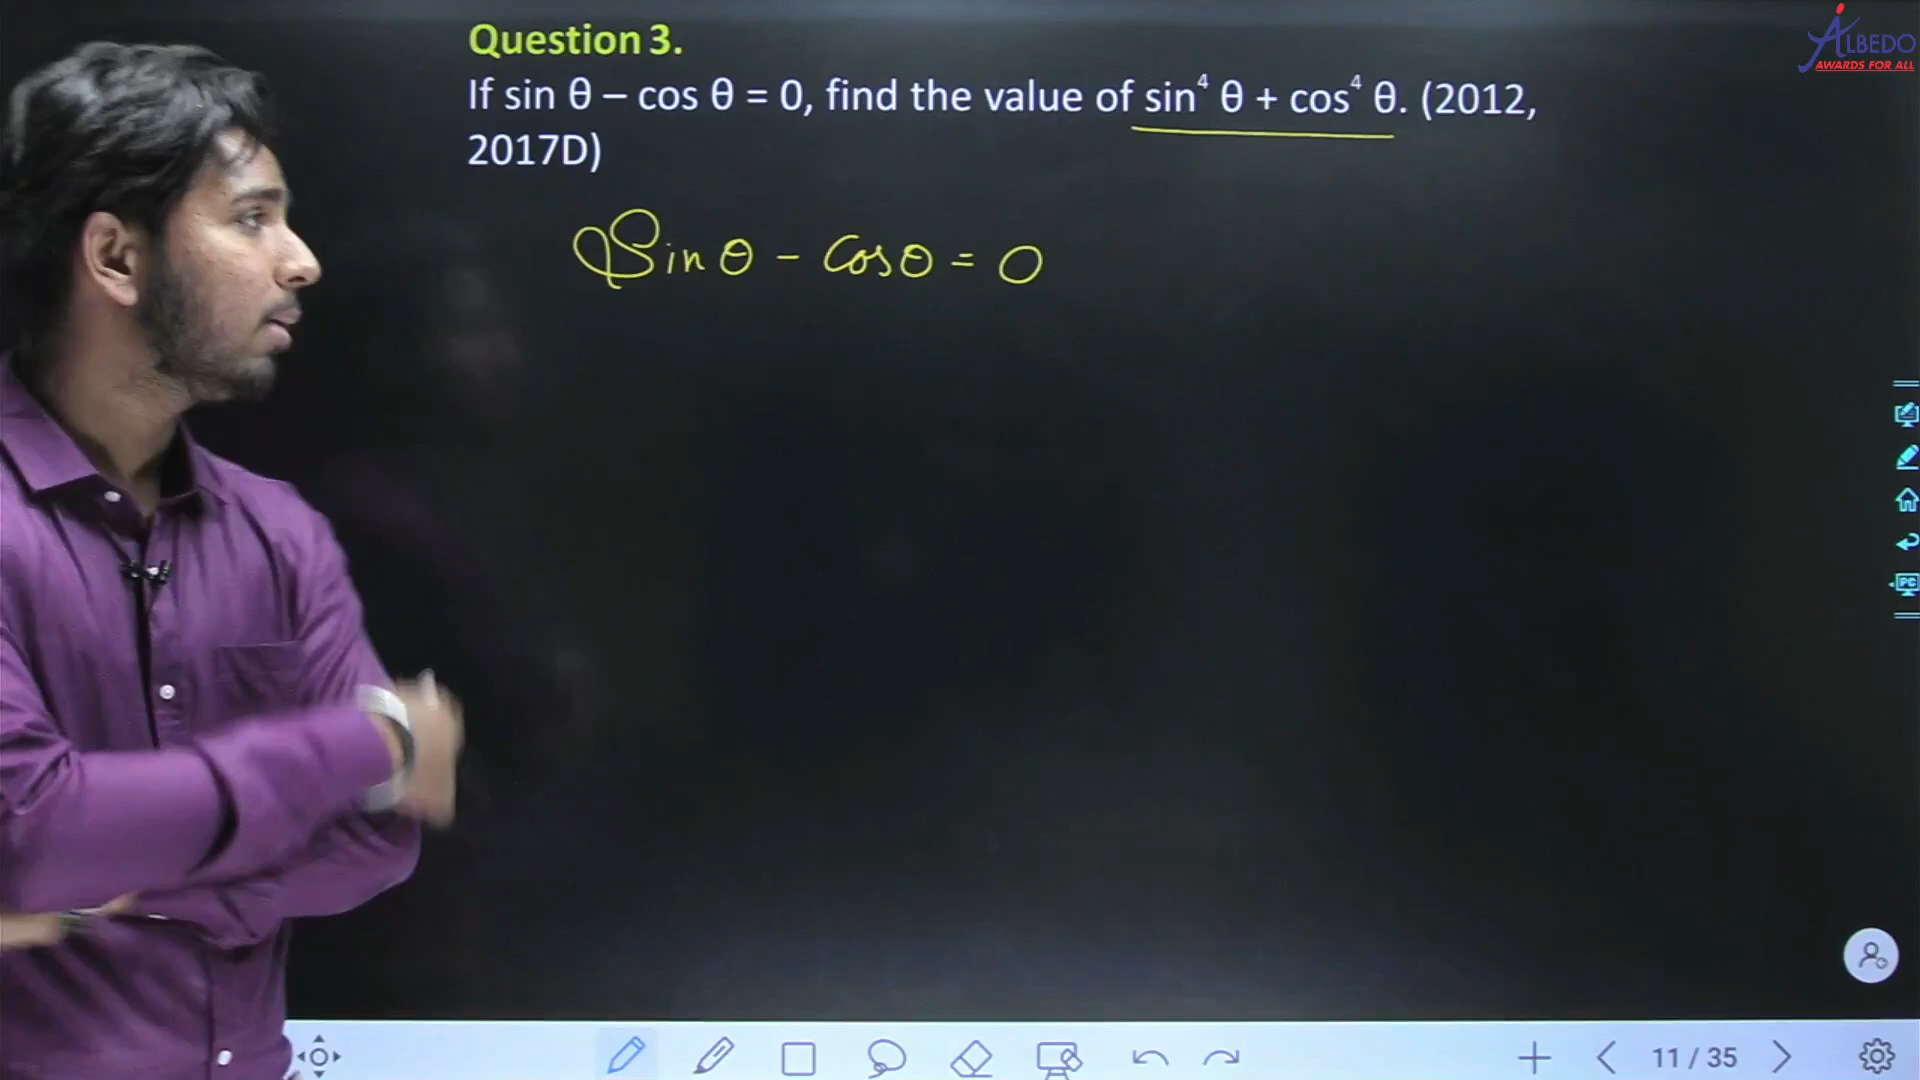 Question 3.
If sin θ – cos θ = 0, find the value of sin⁴ θ + cos⁴ θ. (2012,
2017D)
Sin θ - Cos θ = 0
ALBEDO
AWARDS FOR ALL
PC
11 / 35